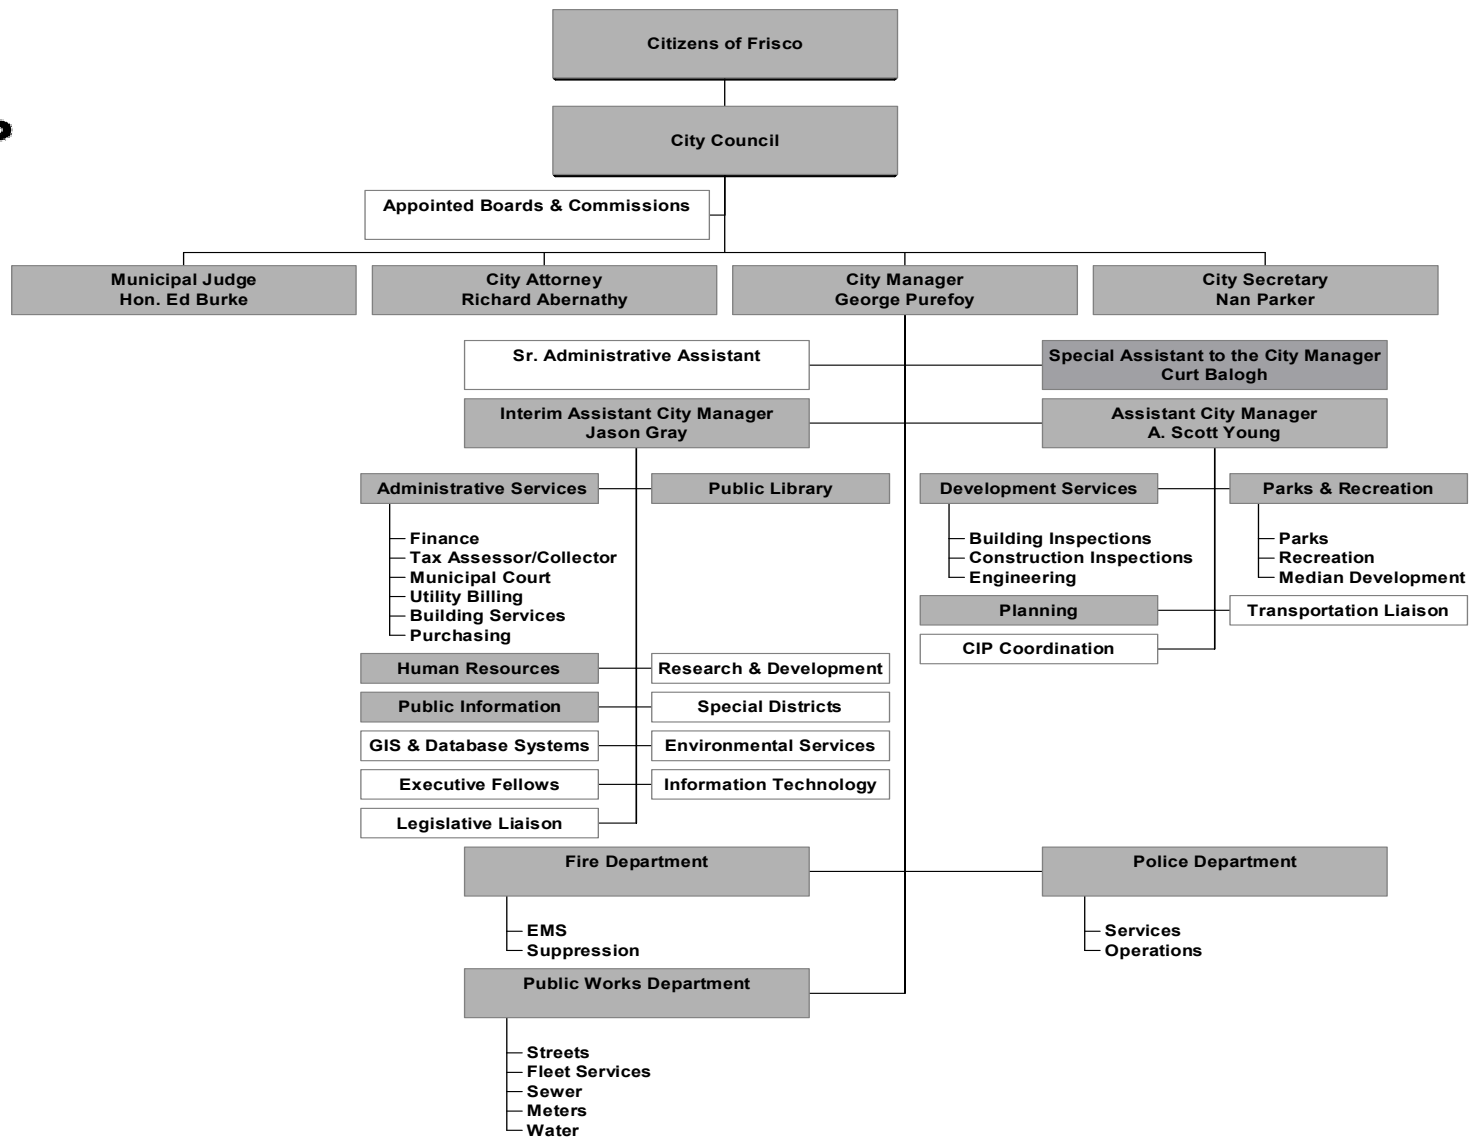 Citizens of Frisco
City Council
Appointed Boards & Commissions
Municipal Judge
Hon. Ed Burke
City Attorney
Richard Abernathy
City Manager
George Purefoy
City Secretary
Nan Parker
Sr. Administrative Assistant
Special Assistant to the City Manager
Curt Balogh
Interim Assistant City Manager
Jason Gray
Assistant City Manager
A. Scott Young
Administrative Services
Finance
Tax Assessor/Collector
Municipal Court
Utility Billing
Building Services
Purchasing
Public Library
Human Resources
Research & Development
Public Information
Special Districts
GIS & Database Systems
Environmental Services
Executive Fellows
Information Technology
Legislative Liaison
Development Services
Building Inspections
Construction Inspections
Engineering
Parks & Recreation
Parks
Recreation
Median Development
Planning
Transportation Liaison
CIP Coordination
Fire Department
EMS
Suppression
Police Department
Services
Operations
Public Works Department
Streets
Fleet Services
Sewer
Meters
Water